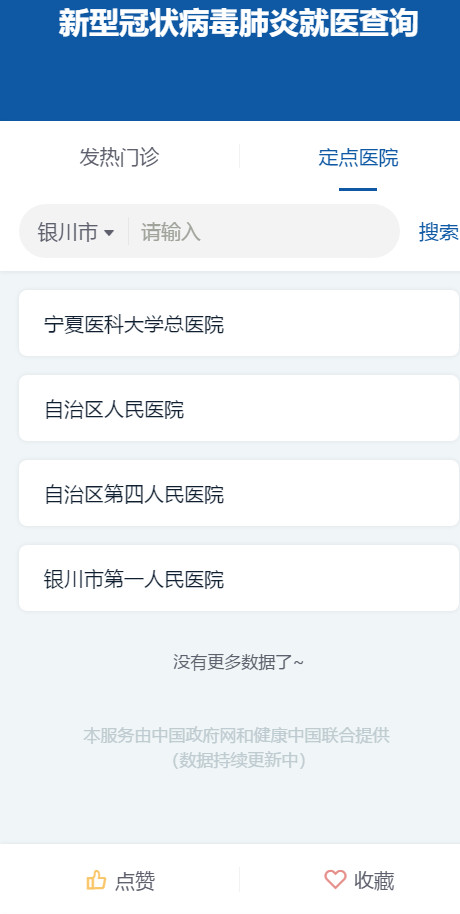 新型冠状病毒肺炎就医查询
发热门诊
定点医院
银川市
请输入
搜索
宁夏医科大学总医院
自治区人民医院
自治区第四人民医院
银川市第一人民医院
没有更多数据了~
本服务由中国政府网和健康中国联合提供
(数据持续更新中)
点赞
收藏